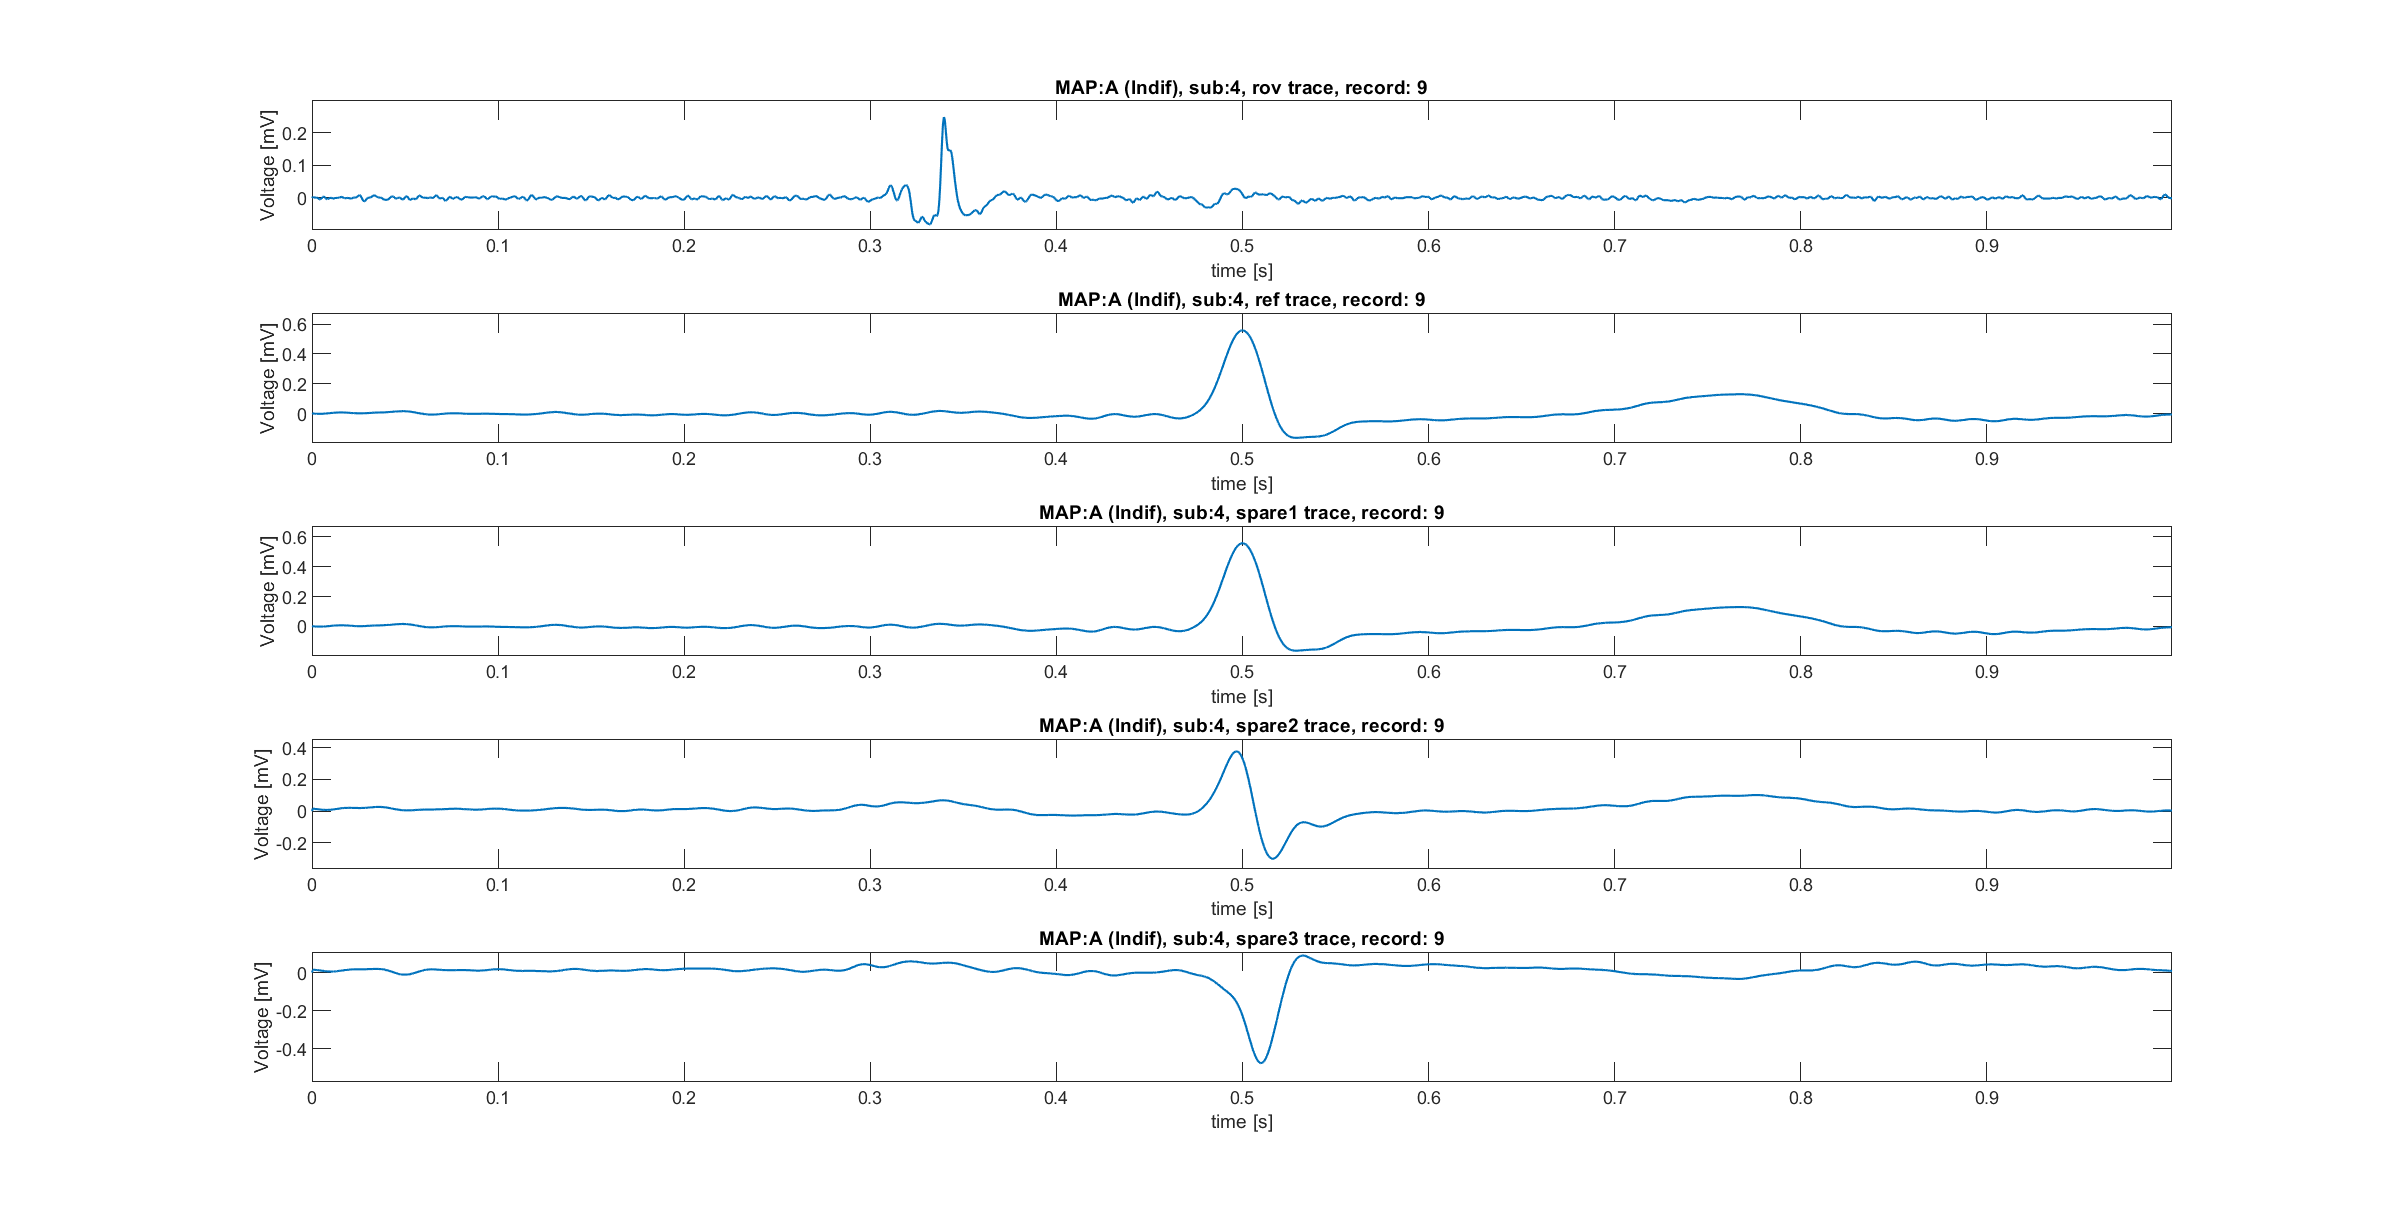 MAP:A (Indif), sub:4, rov trace, record: 9
Voltage [mV]
0.2
0.1
0
0 0.1 0.2 0.3 0.4 0.5 0.6 0.7 0.8 0.9
time [s]
MAP:A (Indif), sub:4, ref trace, record: 9
Voltage [mV]
0.6
0.4
0.2
0
0 0.1 0.2 0.3 0.4 0.5 0.6 0.7 0.8 0.9
time [s]
MAP:A (Indif), sub:4, spare1 trace, record: 9
Voltage [mV]
0.6
0.4
0.2
0
0 0.1 0.2 0.3 0.4 0.5 0.6 0.7 0.8 0.9
time [s]
MAP:A (Indif), sub:4, spare2 trace, record: 9
Voltage [mV]
0.4
0.2
0
-0.2
0 0.1 0.2 0.3 0.4 0.5 0.6 0.7 0.8 0.9
time [s]
MAP:A (Indif), sub:4, spare3 trace, record: 9
Voltage [mV]
0
-0.2
-0.4
0 0.1 0.2 0.3 0.4 0.5 0.6 0.7 0.8 0.9
time [s]